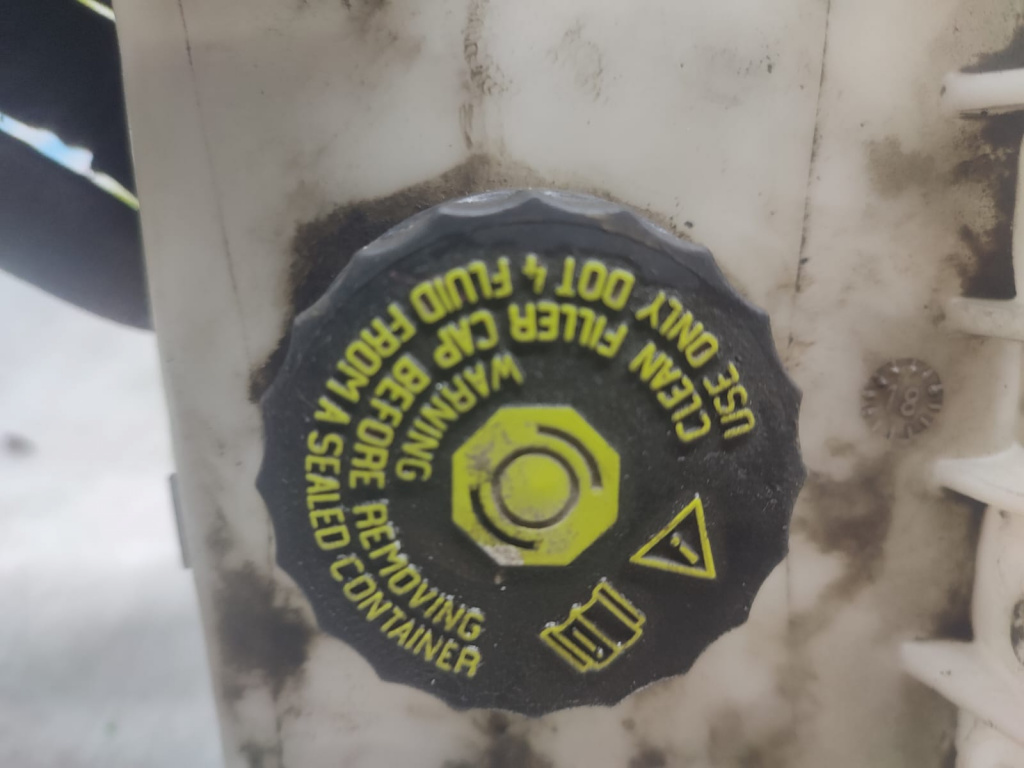 WARNING
CLEAN FILLER CAP BEFORE REMOVING
USE ONLY DOT 4 FLUID FROM A SEALED CONTAINER